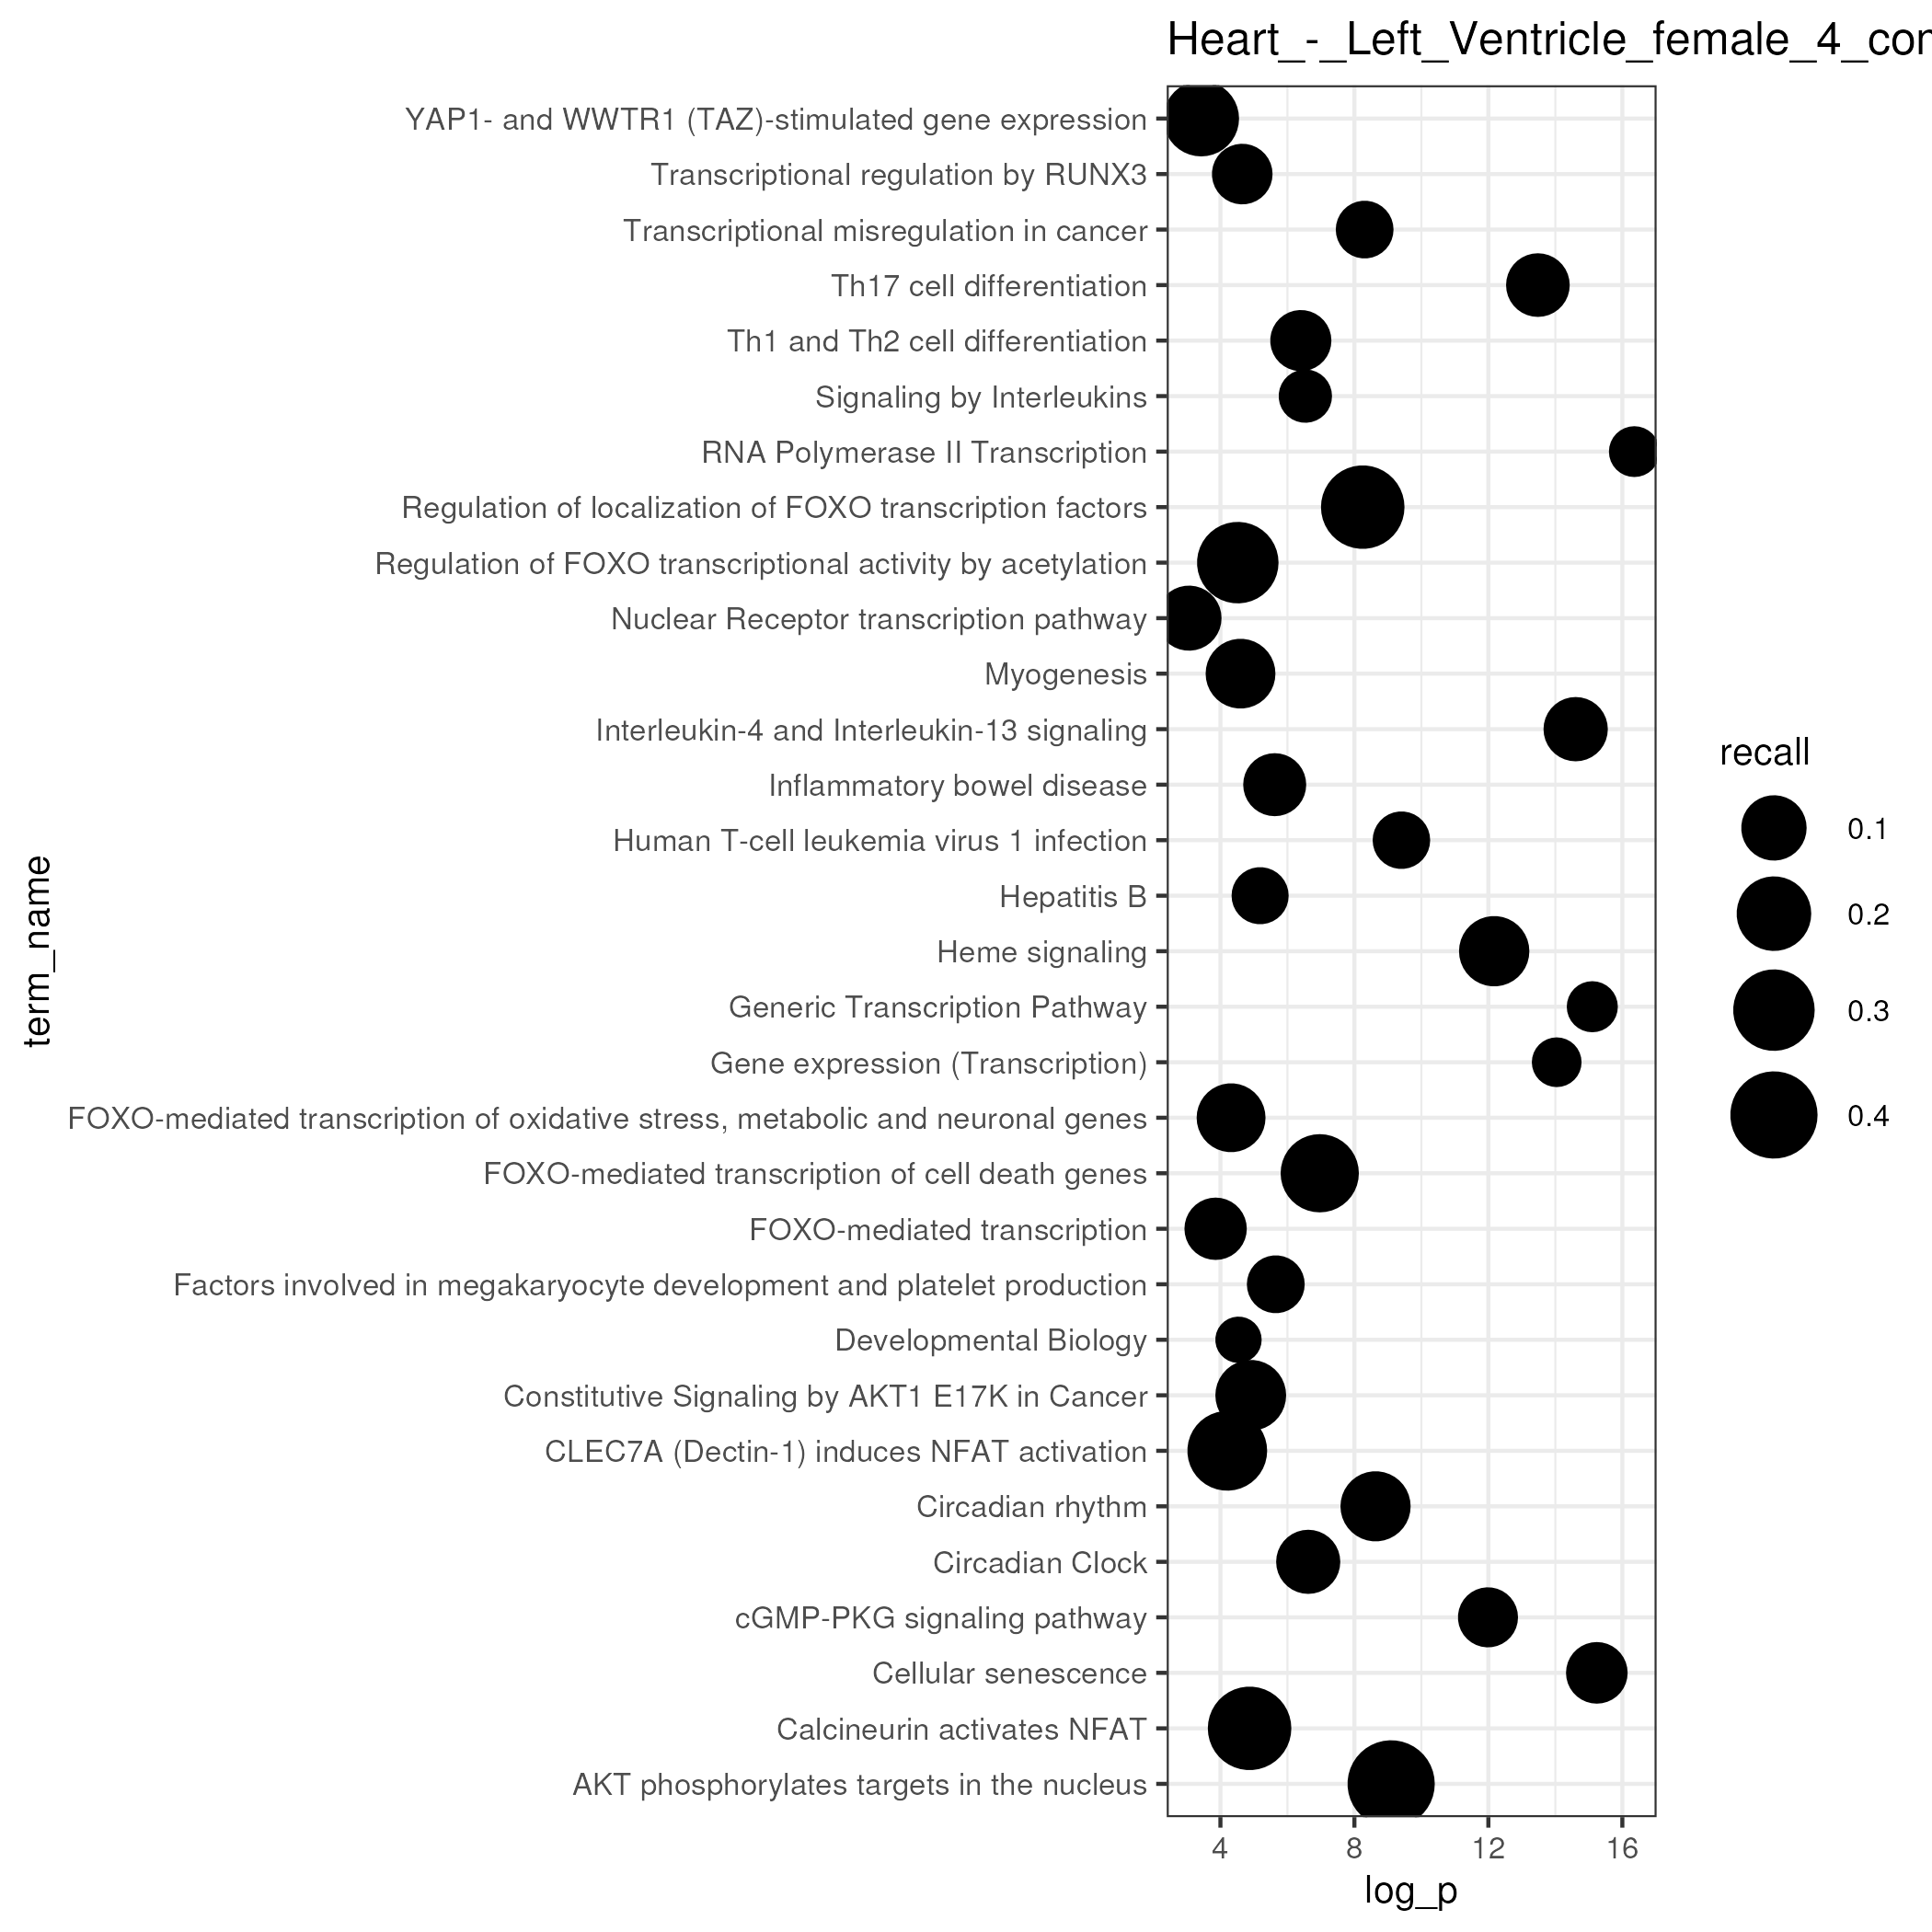 Heart_-_Left_Ventricle_female_4_con
YAP1- and WWTR1 (TAZ)-stimulated gene expression
Transcriptional regulation by RUNX3
Transcriptional misregulation in cancer
Th17 cell differentiation
Th1 and Th2 cell differentiation
Signaling by Interleukins
RNA Polymerase II Transcription
Regulation of localization of FOXO transcription factors
Regulation of FOXO transcriptional activity by acetylation
Nuclear Receptor transcription pathway
Myogenesis
Interleukin-4 and Interleukin-13 signaling
Inflammatory bowel disease
Human T-cell leukemia virus 1 infection
Hepatitis B
Heme signaling
Generic Transcription Pathway
Gene expression (Transcription)
FOXO-mediated transcription of oxidative stress, metabolic and neuronal genes
FOXO-mediated transcription of cell death genes
FOXO-mediated transcription
Factors involved in megakaryocyte development and platelet production
Developmental Biology
Constitutive Signaling by AKT1 E17K in Cancer
CLEC7A (Dectin-1) induces NFAT activation
Circadian rhythm
Circadian Clock
cGMP-PKG signaling pathway
Cellular senescence
Calcineurin activates NFAT
AKT phosphorylates targets in the nucleus
term_name
4 8 12 16
log_p
recall
0.1
0.2
0.3
0.4